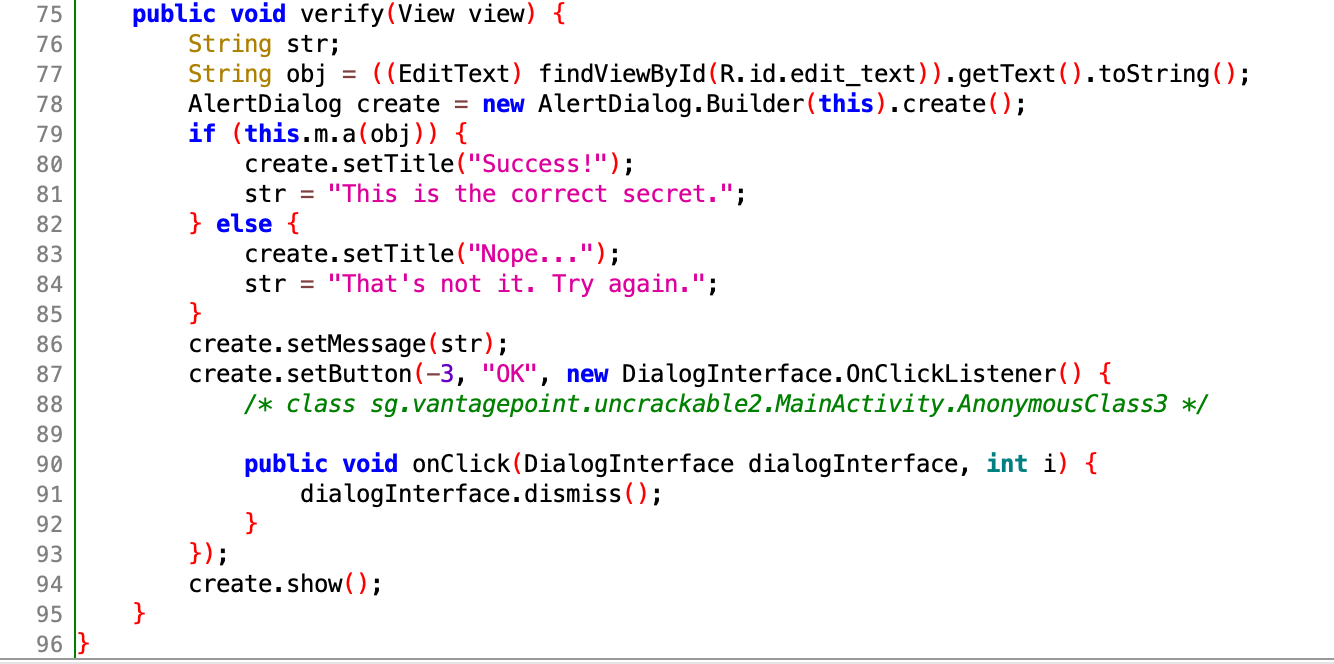 75 public void verify(View view) {
76 String str;
77 String obj = ((EditText) findViewById(R.id.edit_text)).getText().toString();
78 AlertDialog create = new AlertDialog.Builder(this).create();
79 if (this.m.a(obj)) {
80 create.setTitle("Success!");
81 str = "This is the correct secret.";
82 } else {
83 create.setTitle("Nope...");
84 str = "That's not it. Try again.";
85 }
86 create.setMessage(str);
87 create.setButton(-3, "OK", new DialogInterface.OnClickListener() {
88 /* class sg.vantagepoint.uncrackable2.MainActivity.AnonymousClass3 */
89
90 public void onClick(DialogInterface dialogInterface, int i) {
91 dialogInterface.dismiss();
92 }
93 });
94 create.show();
95 }
96 }